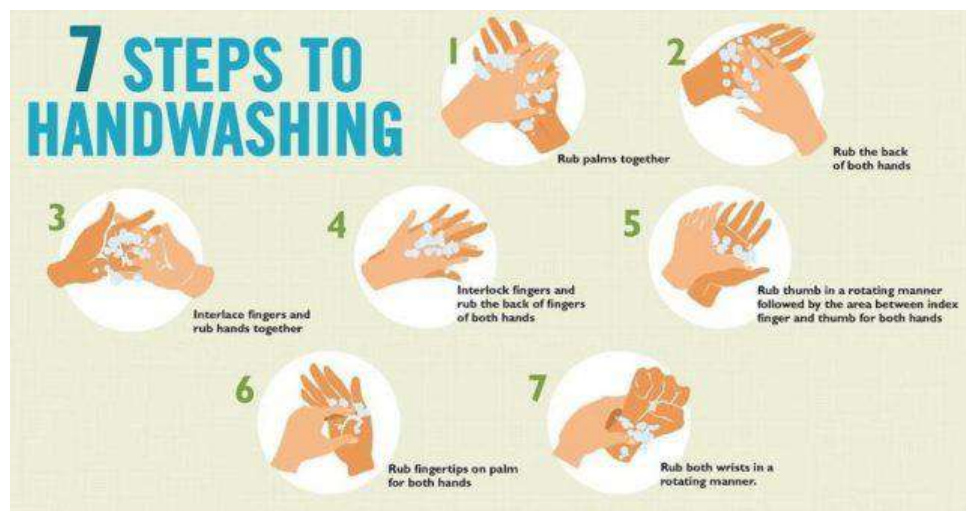 7 STEPS TO
HANDWASHING
1
Rub palms together
2
Rub the back
of both hands
3
Interlace fingers and
rub hands together
4
Interlock fingers and
rub the back of fingers
of both hands
5
Rub thumb in a rotating manner
followed by the area between index
finger and thumb for both hands
6
Rub fingertips on palm
for both hands
7
Rub both wrists in a
rotating manner.